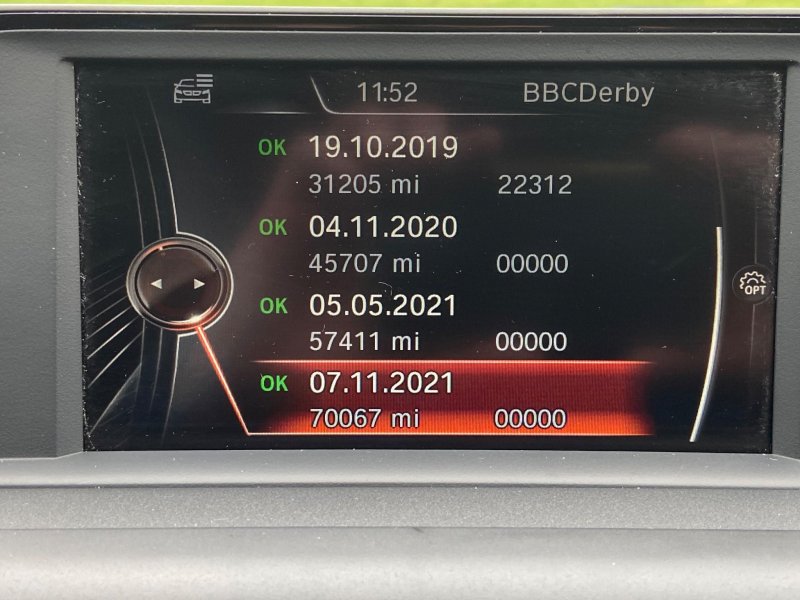 11:52 BBCDerby
OK 19.10.2019
31205 mi 22312
OK 04.11.2020
45707 mi 00000
OK 05.05.2021
57411 mi 00000
OPT
OK 07.11.2021
70067 mi 00000